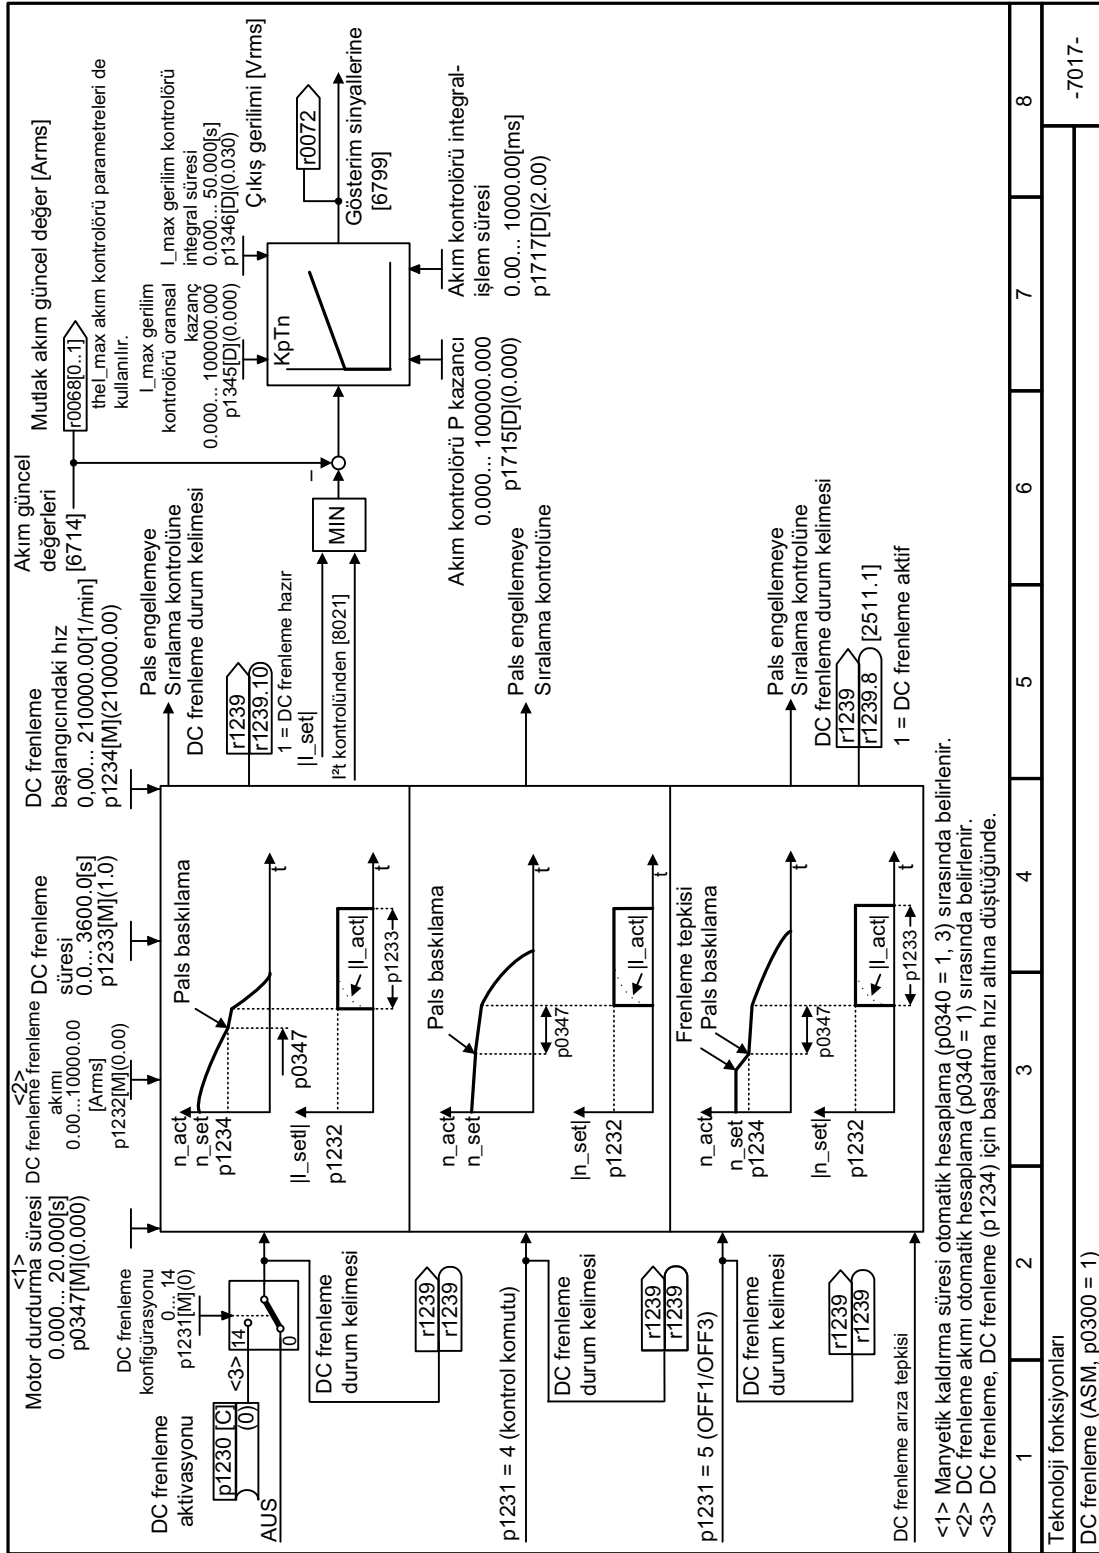 <1>
Motor durdurma süresi
0.000... 20.000[s]
p0347[M](0.000)
<2>
DC frenleme frenleme
akımı
0.00...10000.00
[Arms]
p1232[M](0.00)
DC frenleme
süresi
0.0... 3600.0[s]
p1233[M](1.0)
DC frenleme
başlangıcındaki hız
0,00... 210000.00[1/min]
p1234[M](210000.00)
Akım güncel
değerleri
[6714]
Mutlak akım güncel değer [Arms]
r0068[0..1]
theI_max akım kontrolörü parametreleri de
kullanılır.
I_max gerilim
kontrolörü oransal
kazanç
0.000... 100000.000
p1345[D](0.000)
I_max gerilim kontrolörü
integral süresi
0.000... 50.000[s]
p1346[D](0.030)
Çıkış gerilimi [Vrms]
r0072
Gösterim sinyallerine
[6799]
KpTn
–
MIN
Akım kontrolörü P kazancı
0.000... 100000.000
p1715[D](0.000)
Akım kontrolörü integral-
işlem süresi
0.00... 1000.00[ms]
p1717[D](2.00)
DC frenleme
aktivasyonu
p1230 [C]
(0)
AUS
DC frenleme
konfigürasyonu
0... 14
p1231[M](0)
<3>
14
0
DC frenleme
durum kelimesi
r1239
r1239
n_act
n_set
p1234
Pals baskılama
t
p0347
|I_setl|
p1232
|I_act|
t
p1233
Pals engellemeye
Sıralama kontrolüne
DC frenleme durum kelimesi
r1239
r1239.10
1 = DC frenleme hazır
|I_set|
I²t kontrolünden [8021]
p1231 = 4 (kontrol komutu)
DC frenleme
durum kelimesi
r1239
r1239
n_act
n_set
Pals baskılama
t
p0347
|n_set|
p1232
|I_act|
t
p1233
Pals engellemeye
Sıralama kontrolüne
p1231 = 5 (OFF1/OFF3)
DC frenleme
durum kelimesi
r1239
r1239
DC frenleme arıza tepkisi
n_act
n_set
p1234
Frenleme tepkisi
Pals baskılama
t
p0347
|n_set|
p1232
|I_act|
t
p1233
Pals engellemeye
Sıralama kontrolüne
DC frenleme durum kelimesi
r1239
r1239.8
[2511.1]
1 = DC frenleme aktif
<1> Manyetik kaldırma süresi otomatik hesaplama (p0340 = 1, 3) sırasında belirlenir.
<2> DC frenleme akımı otomatik hesaplama (p0340 = 1) sırasında belirlenir.
<3> DC frenleme, DC frenleme (p1234) için başlatma hızı altına düştüğünde.
1 2 3 4 5 6 7 8
Teknoloji fonksiyonları
DC frenleme (ASM, p0300 = 1)
-7017-